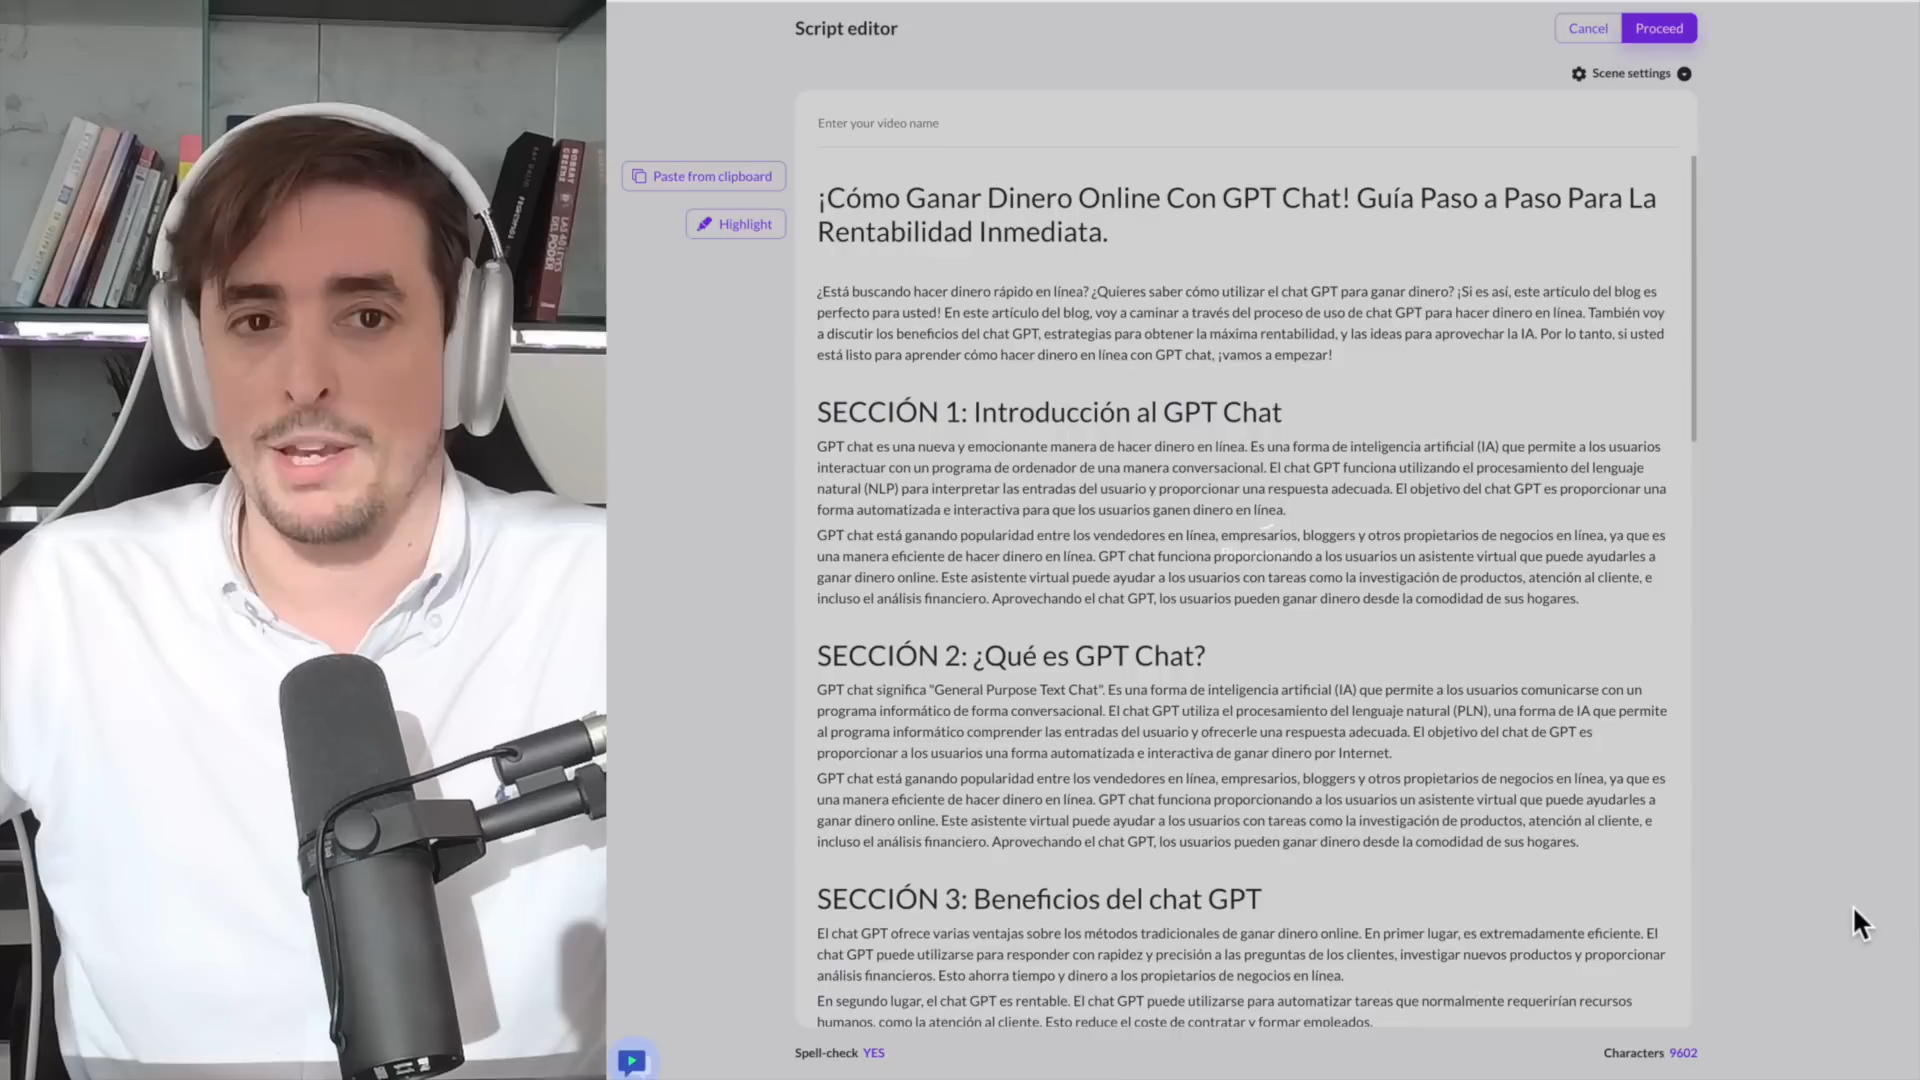 Script editor
Cancel
Proceed
Scene settings
Enter your video name
Paste from clipboard
Highlight
¡Cómo Ganar Dinero Online Con GPT Chat! Guía Paso a Paso Para La
Rentabilidad Inmediata.
¿Está buscando hacer dinero rápido en línea? ¿Quieres saber cómo utilizar el chat GPT para ganar dinero? ¡Si es así, este artículo del blog es
perfecto para usted! En este artículo del blog, voy a caminar a través del proceso de uso de chat GPT para hacer dinero en línea. También voy
a discutir los beneficios del chat GPT, estrategias para obtener la máxima rentabilidad, y las ideas para aprovechar la IA. Por lo tanto, si usted
está listo para aprender cómo hacer dinero en línea con GPT chat, ¡vamos a empezar!
SECCIÓN 1: Introducción al GPT Chat
GPT chat es una nueva y emocionante manera de hacer dinero en línea. Es una forma de inteligencia artificial (IA) que permite a los usuarios
interactuar con un programa de ordenador de una manera conversacional. El chat GPT funciona utilizando el procesamiento del lenguaje
natural (NLP) para interpretar las entradas del usuario y proporcionar una respuesta adecuada. El objetivo del chat GPT es proporcionar una
forma automatizada e interactiva para que los usuarios ganen dinero en línea.
GPT chat está ganando popularidad entre los vendedores en línea, empresarios, bloggers y otros propietarios de negocios en línea, ya que es
una manera eficiente de hacer dinero en línea. GPT chat funciona proporcionando a los usuarios un asistente virtual que puede ayudarles a
ganar dinero online. Este asistente virtual puede ayudar a los usuarios con tareas como la investigación de productos, atención al cliente, e
incluso el análisis financiero. Aprovechando el chat GPT, los usuarios pueden ganar dinero desde la comodidad de sus hogares.
SECCIÓN 2: ¿Qué es GPT Chat?
GPT chat significa "General Purpose Text Chat". Es una forma de inteligencia artificial (IA) que permite a los usuarios comunicarse con un
programa informático de forma conversacional. El chat GPT utiliza el procesamiento del lenguaje natural (PLN), una forma de IA que permite
al programa informático comprender las entradas del usuario y ofrecerle una respuesta adecuada. El objetivo del chat de GPT es
proporcionar a los usuarios una forma automatizada e interactiva de ganar dinero por Internet.
GPT chat está ganando popularidad entre los vendedores en línea, empresarios, bloggers y otros propietarios de negocios en línea, ya que es
una manera eficiente de hacer dinero en línea. GPT chat funciona proporcionando a los usuarios un asistente virtual que puede ayudarles a
ganar dinero online. Este asistente virtual puede ayudar a los usuarios con tareas como la investigación de productos, atención al cliente, e
incluso el análisis financiero. Aprovechando el chat GPT, los usuarios pueden ganar dinero desde la comodidad de sus hogares.
SECCIÓN 3: Beneficios del chat GPT
El chat GPT ofrece varias ventajas sobre los métodos tradicionales de ganar dinero online. En primer lugar, es extremadamente eficiente. El
chat GPT puede utilizarse para responder con rapidez y precisión a las preguntas de los clientes, investigar nuevos productos y proporcionar
análisis financieros. Esto ahorra tiempo y dinero a los propietarios de negocios en línea.
En segundo lugar, el chat GPT es rentable. El chat GPT puede utilizarse para automatizar tareas que normalmente requerirían recursos
humanos, como la atención al cliente. Esto reduce el coste de contratar y formar empleados.
Spell-check YES
Characters 9602
ROBERT GREENE
LAS 48 LEYES DEL PODER